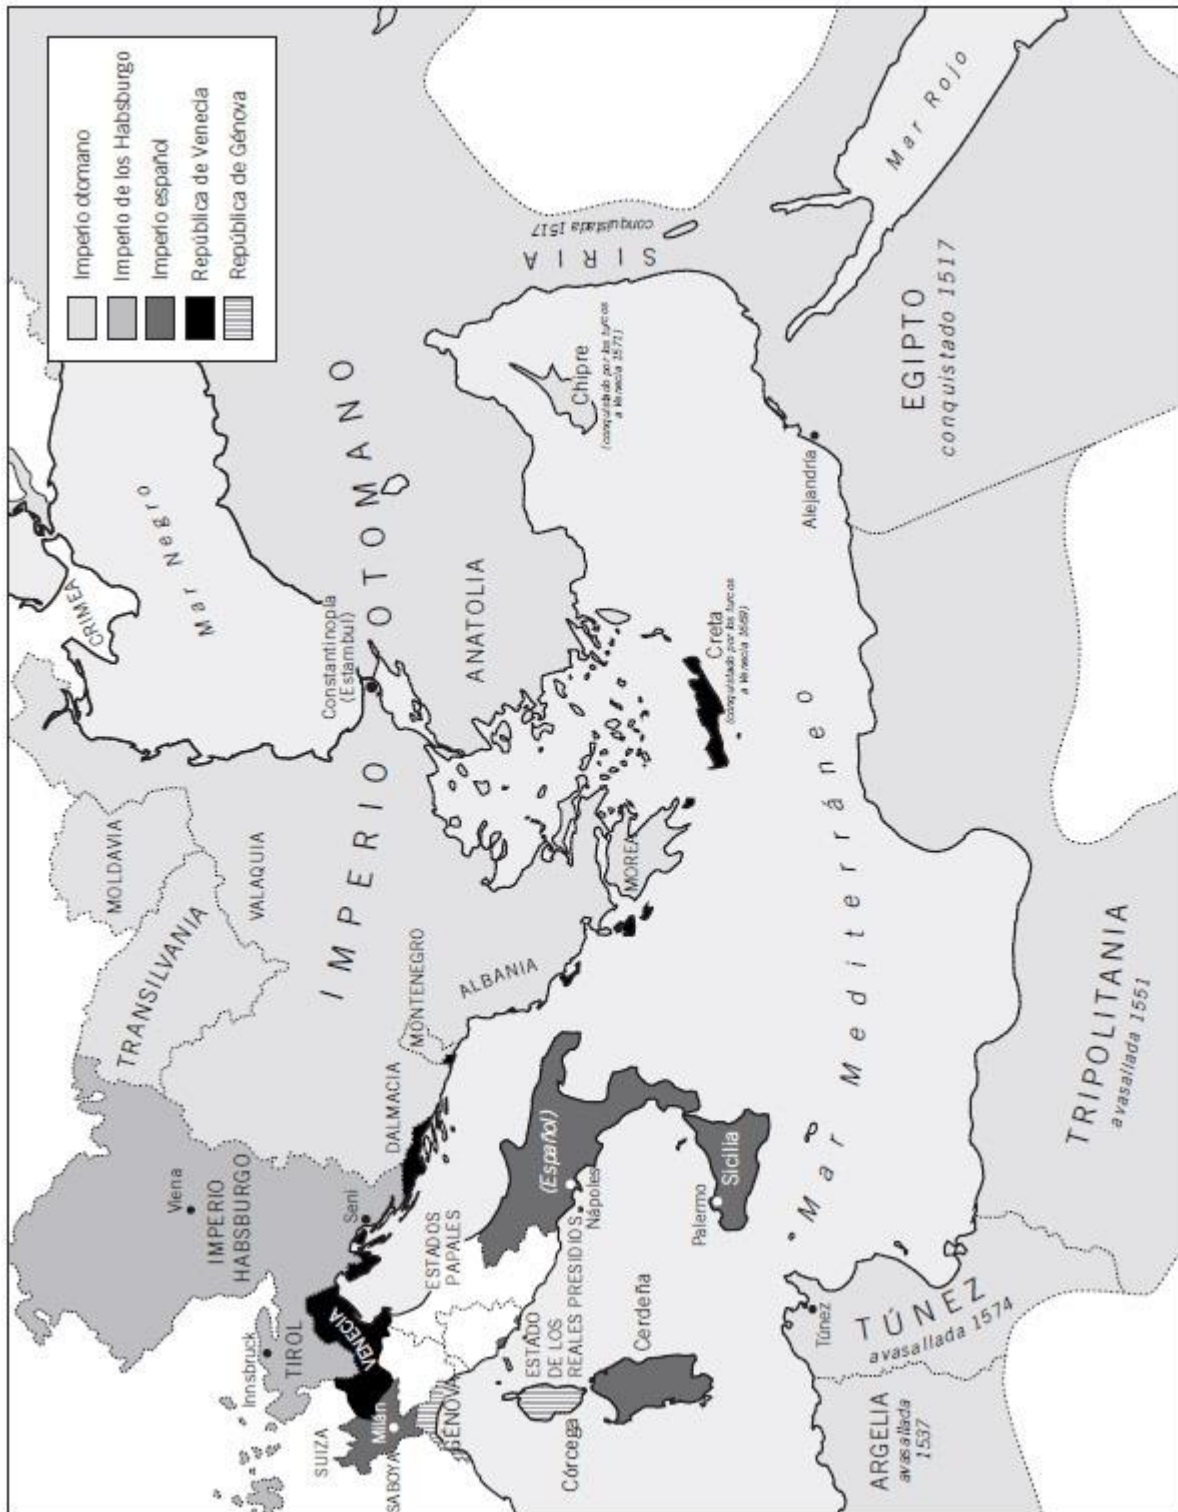 Imperio otomano
Imperio de los Habsburgo
Imperio español
República de Venecia
República de Génova
SUIZA
Innsbruck
TIROL
SABOYA
Milán
VENECIA
GÉNOVA
Viena
IMPERIO
HABSBURGO
Seni
DALMACIA
MONTENEGRO
ALBANIA
TRANSILVANIA
MOLDAVIA
VALAQUIA
CRIMEA
Mar Negro
IMPERIO OTOMANO
Constantinopla
(Estambul)
ANATOLIA
MOREA
ESTADOS
PAPALES
ESTADO
DE LOS
REALES PRESIDIOS
Córcega
Cerdeña
(Español)
Nápoles
Palermo
Sicilia
Creta
(conquistado por los turcos
a Venecia 1669)
Chipre
(conquistado por los turcos
a Venecia 1571)
SIRIA
conquistada 1517
Mar Mediterráneo
Alejandría
EGIPTO
conquistado 1517
Mar Rojo
ARGELIA
avasallada
1537
Túnez
TÚNEZ
avasallada 1574
TRIPOLITANIA
avasallada 1551